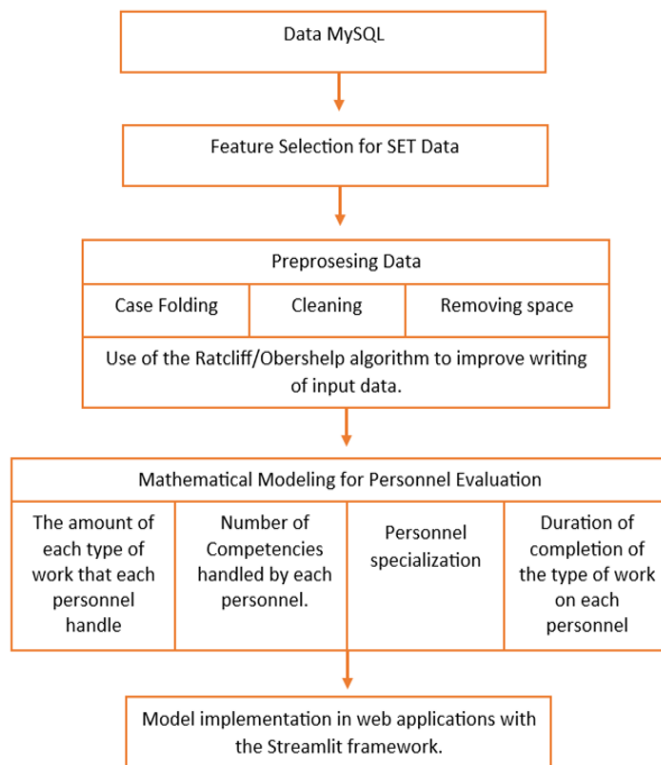 Data MySQL
Feature Selection for SET Data
Preprosesing Data
Case Folding
Cleaning
Removing space
Use of the Ratcliff/Obershelp algorithm to improve writing
of input data.
Mathematical Modeling for Personnel Evaluation
The amount of
each type of
work that each
personnel
handle
Number of
Competencies
handled by each
personnel.
Personnel
specialization
Duration of
completion of
the type of work
on each
personnel
Model implementation in web applications with
the Streamlit framework.